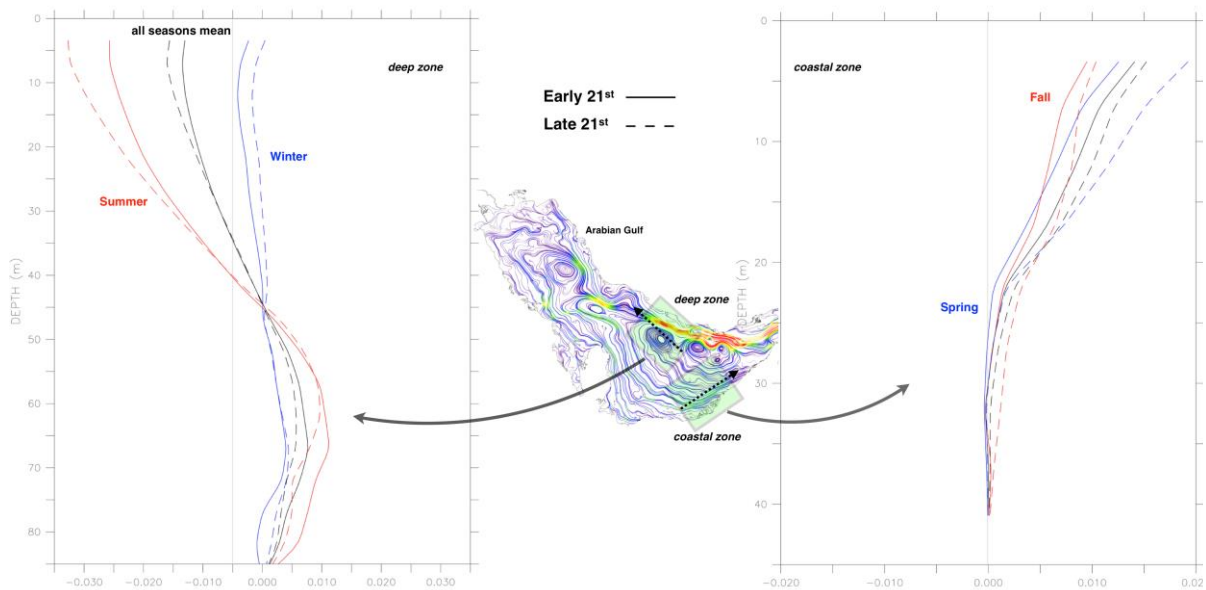 all seasons mean
deep zone
Winter
Summer
DEPTH (m)
0
10
20
30
40
50
60
70
80
−0.030
−0.020
−0.010
0.000
0.010
0.020
0.030
Early 21st
Late 21st
Arabian Gulf
deep zone
coastal zone
coastal zone
Fall
Spring
DEPTH (m)
0
10
20
30
40
−0.020
−0.010
0.000
0.010
0.02